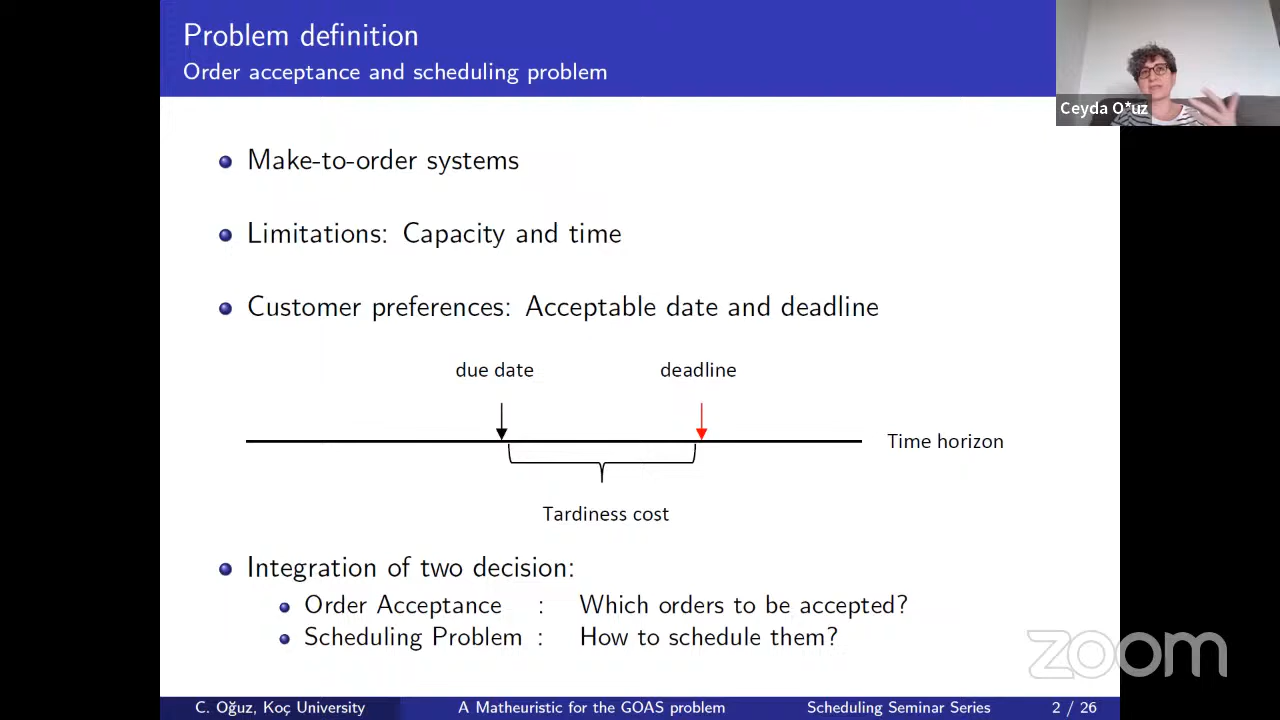 Problem definition
Order acceptance and scheduling problem
Ceyda O*uz
Make-to-order systems
Limitations: Capacity and time
Customer preferences: Acceptable date and deadline
due date deadline
Time horizon
Tardiness cost
Integration of two decision:
Order Acceptance : Which orders to be accepted?
Scheduling Problem : How to schedule them?
zoom
C. Oğuz, Koç University A Matheuristic for the GOAS problem Scheduling Seminar Series 2 / 26